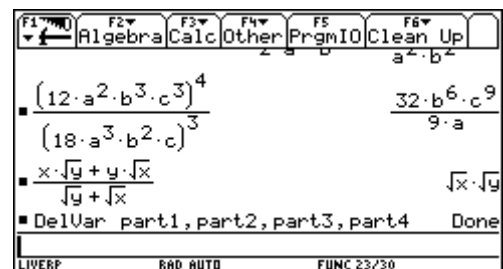 F1 F2 F3 F4 F5 F6
Algebra Calc Other PrgmIO Clean Up
a²·b²
(12·a²·b³·c³)⁴ / (18·a³·b²·c)³    32·b⁶·c⁹ / 9·a
x·√y + y·√x / √y + √x    √x·√y
DelVar part1,part2,part3,part4 Done
LIVERP RAD AUTO FUNC 23/30